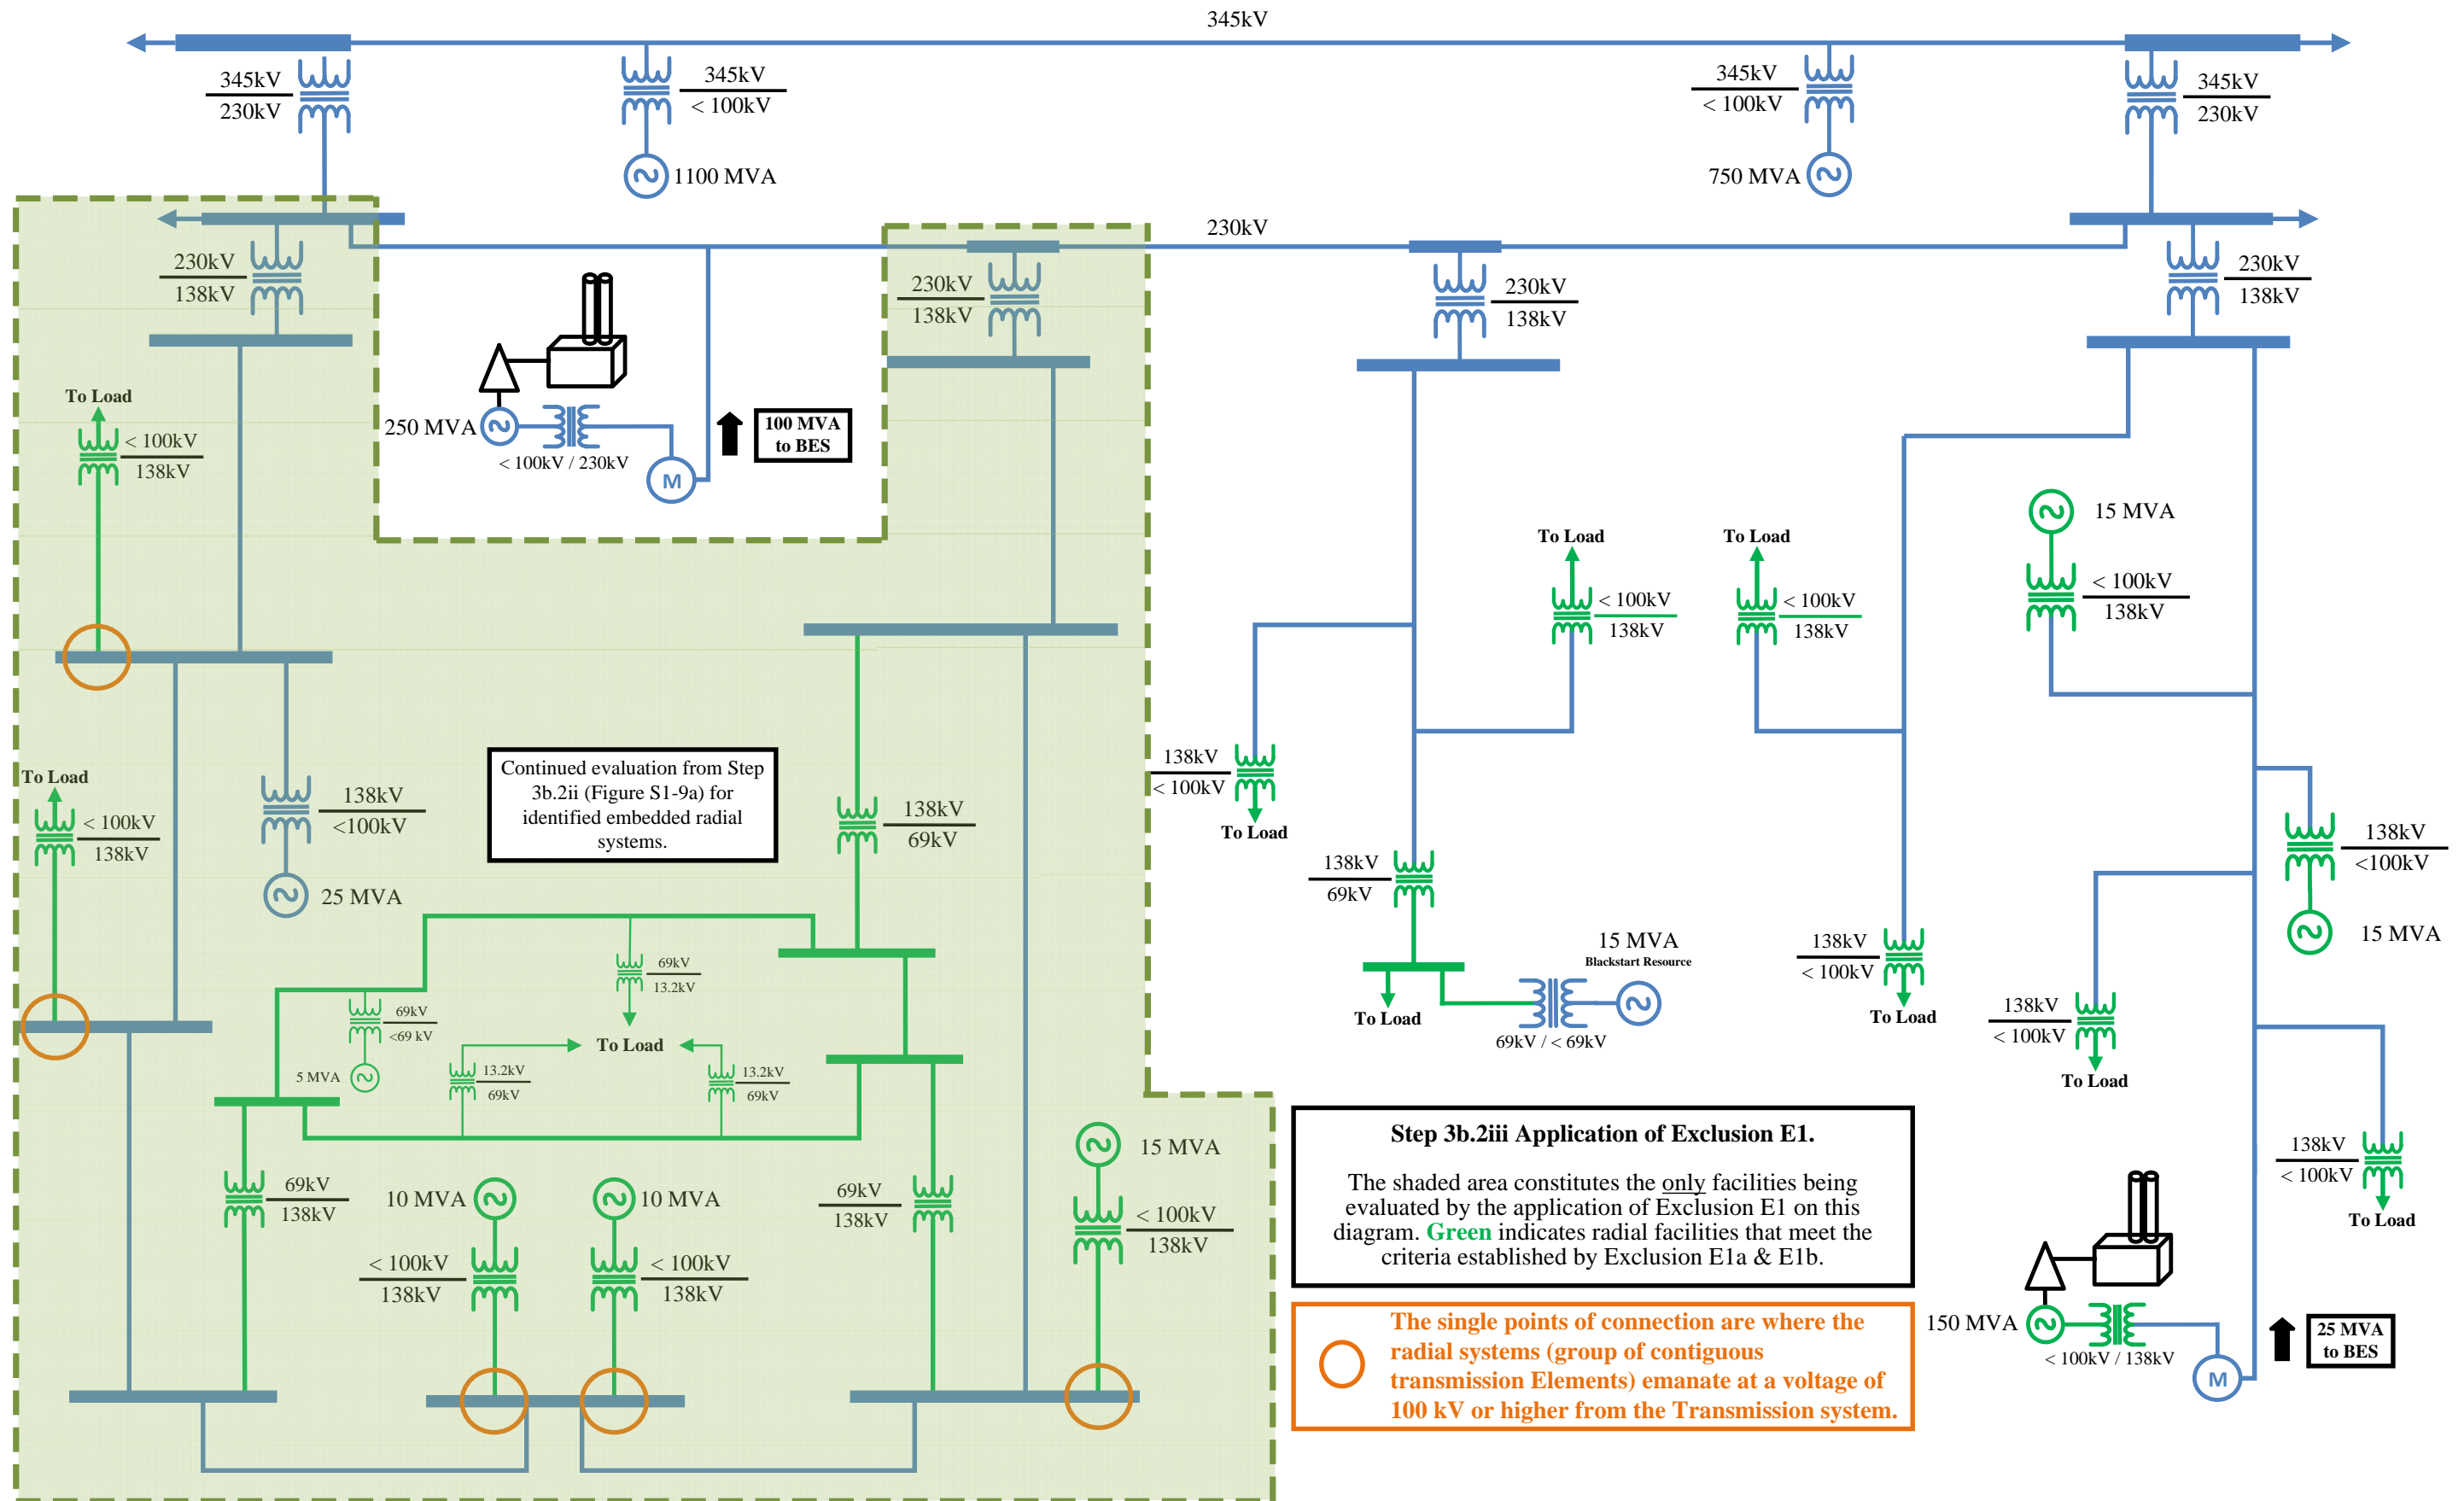 345kV
345kV
230kV
345kV
< 100kV
1100 MVA
345kV
< 100kV
750 MVA
345kV
230kV
230kV
230kV
138kV
230kV
138kV
230kV
138kV
230kV
138kV
250 MVA
< 100kV / 230kV
M
100 MVA
to BES
To Load
< 100kV
138kV
To Load
< 100kV
138kV
138kV
<100kV
25 MVA
Continued evaluation from Step
3b.2ii (Figure S1-9a) for
identified embedded radial
systems.
138kV
69kV
69kV
13.2kV
69kV
<69 kV
5 MVA
To Load
13.2kV
69kV
13.2kV
69kV
69kV
138kV
10 MVA
< 100kV
138kV
10 MVA
< 100kV
138kV
69kV
138kV
15 MVA
< 100kV
138kV
138kV
< 100kV
To Load
To Load
< 100kV
138kV
138kV
69kV
To Load
15 MVA
Blackstart Resource
69kV / < 69kV
To Load
< 100kV
138kV
138kV
< 100kV
To Load
15 MVA
< 100kV
138kV
138kV
<100kV
15 MVA
138kV
< 100kV
To Load
138kV
< 100kV
To Load
150 MVA
< 100kV / 138kV
M
25 MVA
to BES
Step 3b.2iii Application of Exclusion E1.
The shaded area constitutes the only facilities being
evaluated by the application of Exclusion E1 on this
diagram. Green indicates radial facilities that meet the
criteria established by Exclusion E1a & E1b.
The single points of connection are where the
radial systems (group of contiguous
transmission Elements) emanate at a voltage of
100 kV or higher from the Transmission system.